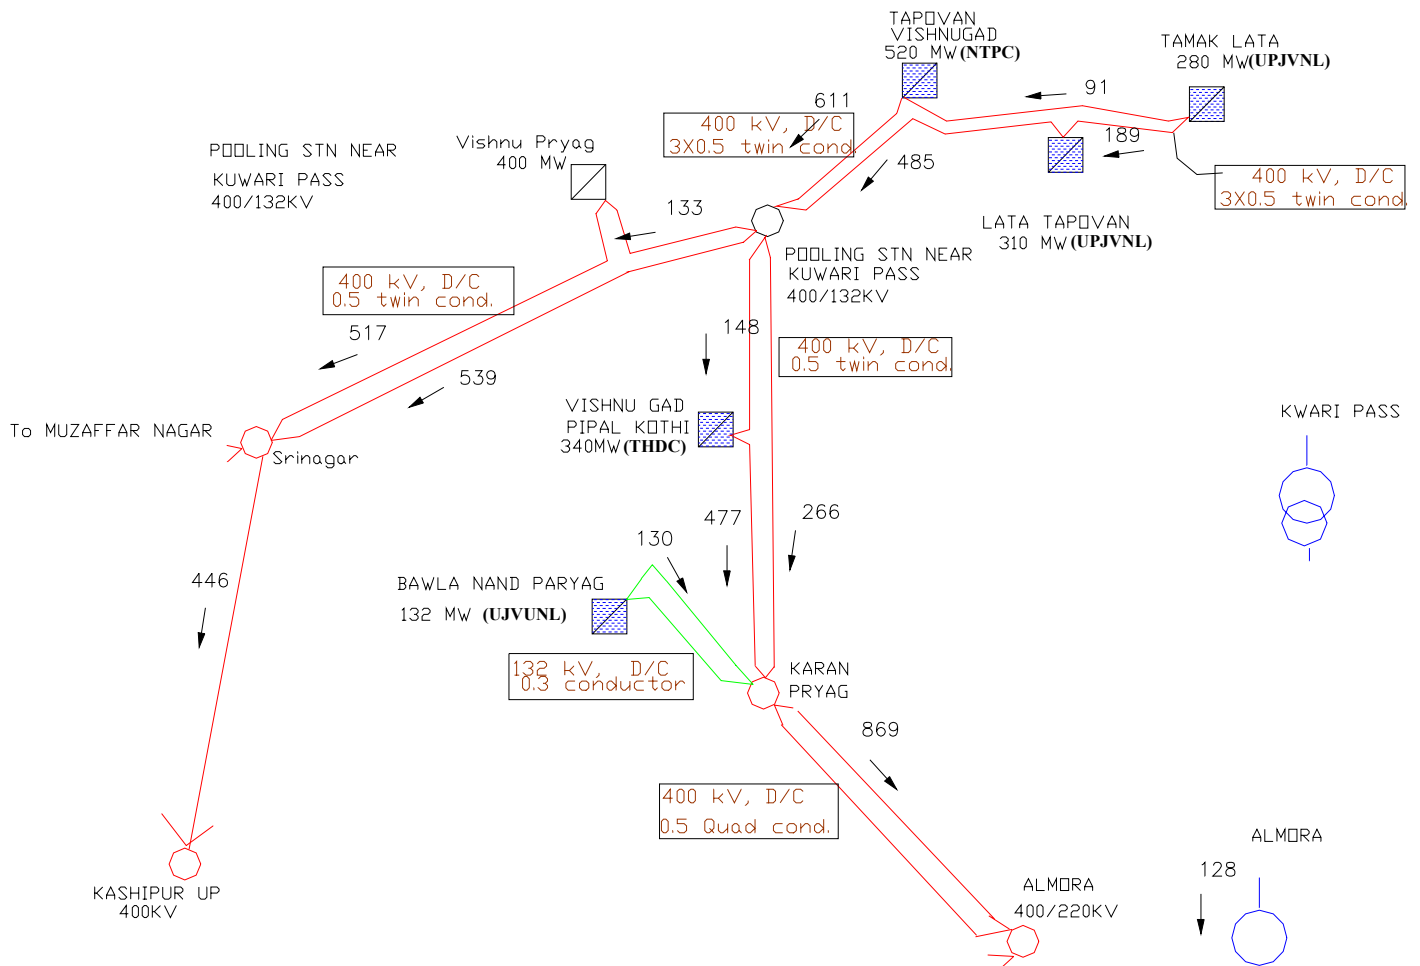 TAPOVAN
VISHNUGAD
520 MW(NTPC)
TAMAK LATA
280 MW(UPJVNL)
91
611
400 kV, D/C
3X0.5 twin cond.
189
Vishnu Pryag
400 MW
POOLING STN NEAR
KUWARI PASS
400/132KV
485
400 kV, D/C
3X0.5 twin cond.
133
LATA TAPOVAN
310 MW(UPJVNL)
POOLING STN NEAR
KUWARI PASS
400/132KV
400 kV, D/C
0.5 twin cond.
517
148
400 kV, D/C
0.5 twin cond.
539
VISHNU GAD
PIPAL KOTHI
340MW(THDC)
KWARI PASS
To MUZAFFAR NAGAR
Srinagar
477
266
130
446
BAWLA NAND PARYAG
132 MW (UJVUNL)
132 kV, D/C
0.3 conductor
KARAN
PRYAG
869
400 kV, D/C
0.5 Quad cond.
ALMORA
128
KASHIPUR UP
400KV
ALMORA
400/220KV